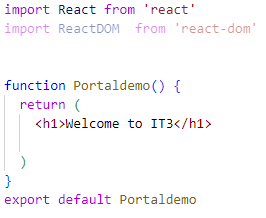 import React from 'react'
import ReactDOM  from 'react-dom'
function Portaldemo() {
  return (
    <h1>Welcome to IT3</h1>
  )
}
export default Portaldemo